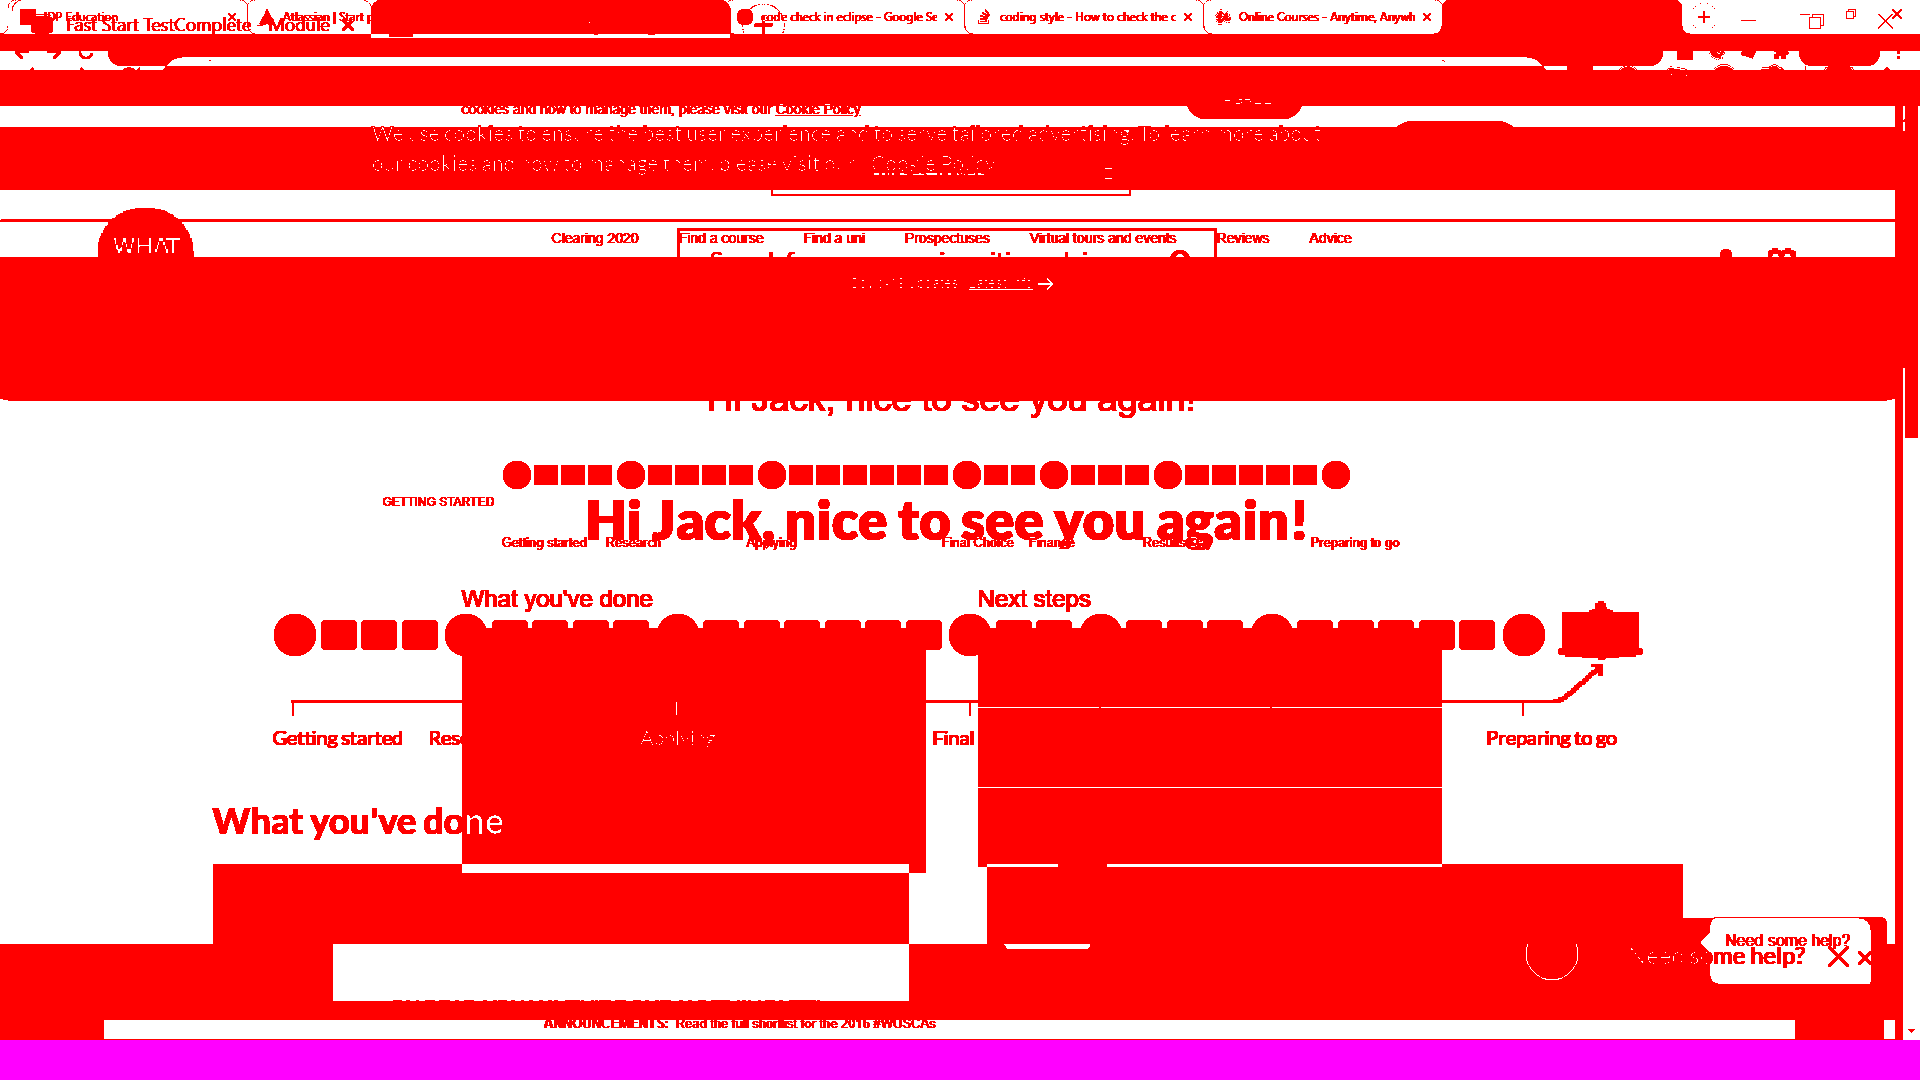 IDP Education
Atlassian | Start p
code check in eclipse - Google Se
coding style - How to check the c
Online Courses - Anytime, Anywh
Fast Start TestComplete Module
cookies and how to manage them, please visit our Cookie Policy
We use cookies to ensure the best user experience and to serve tailored advertising. To learn more about
our cookies and how to manage them please visit our Cookie Policy
WHAT
Clearing 2020
Find a course
Find a uni
Prospectuses
Virtual tours and events
Reviews
Advice
Latest info
Hi Jack, nice to see you again!
GETTING STARTED
Hi Jack, nice to see you again!
Getting started
Research
Applying
Final Choice
Finance
Results
Preparing to go
What you've done
Next steps
Getting started
Res
Applying
Final
Preparing to go
What you've done
Need some help?
Need some help?
ANNOUNCEMENTS: Read the full shortlist for the 2016 #WUSCAs